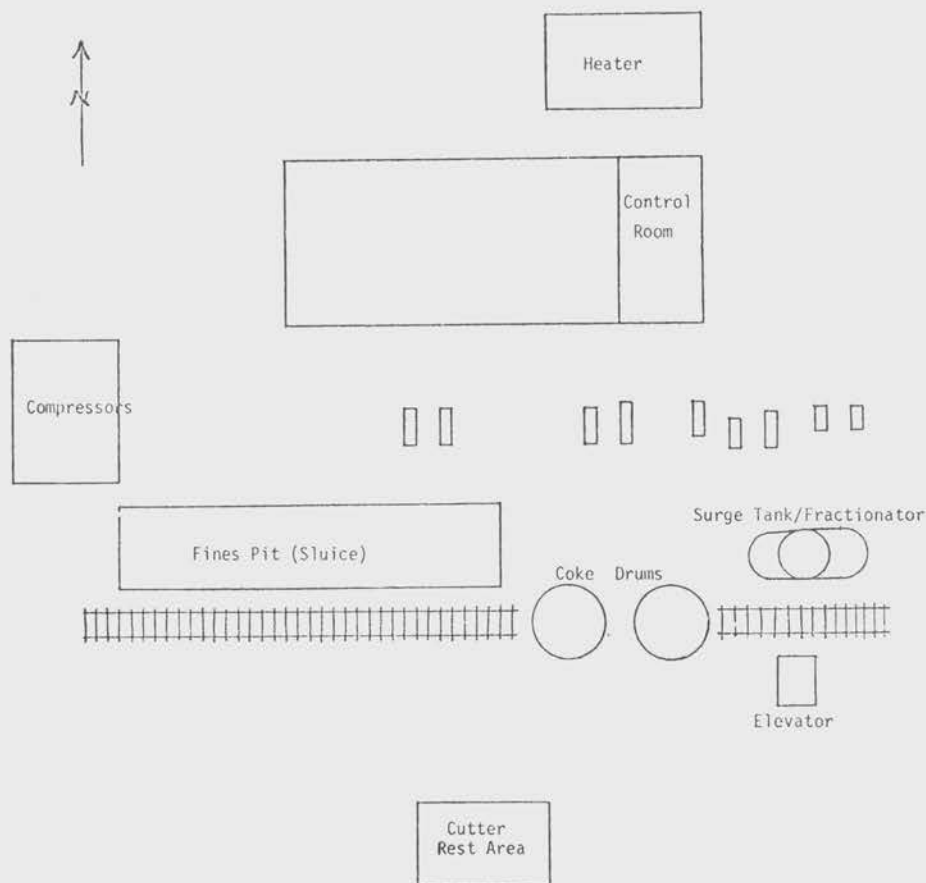 Heater
N
Control
Room
Compressors
Surge Tank/Fractionator
Fines Pit (Sluice)
Coke Drums
Elevator
Cutter
Rest Area